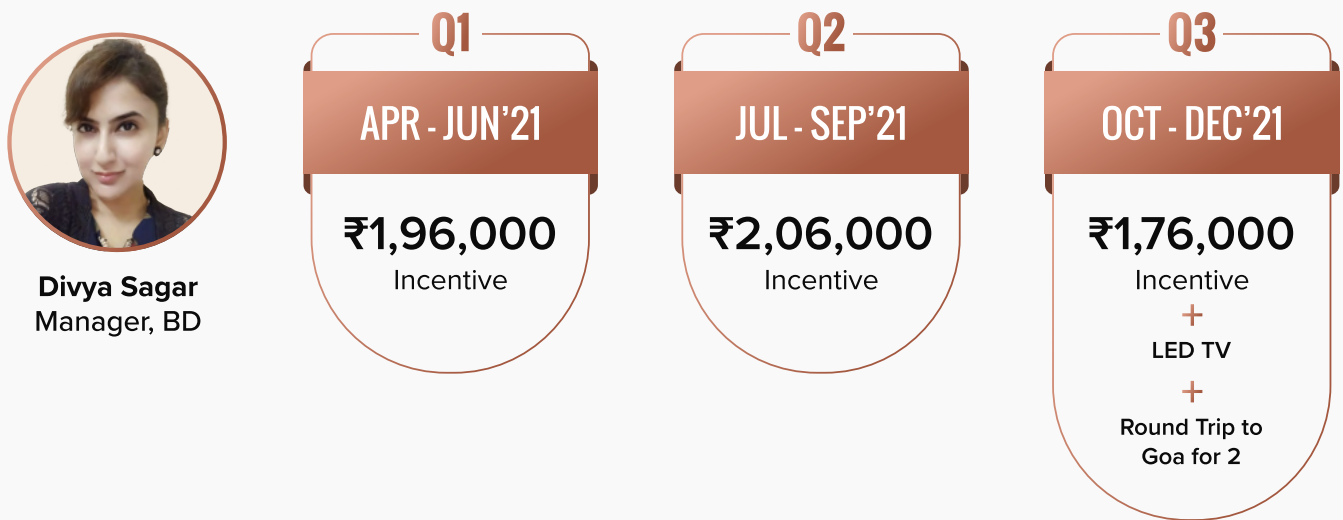 Divya Sagar
Manager, BD
Q1
APR - JUN'21
₹1,96,000
Incentive
Q2
JUL - SEP'21
₹2,06,000
Incentive
Q3
OCT - DEC'21
₹1,76,000
Incentive
+
LED TV
+
Round Trip to
Goa for 2